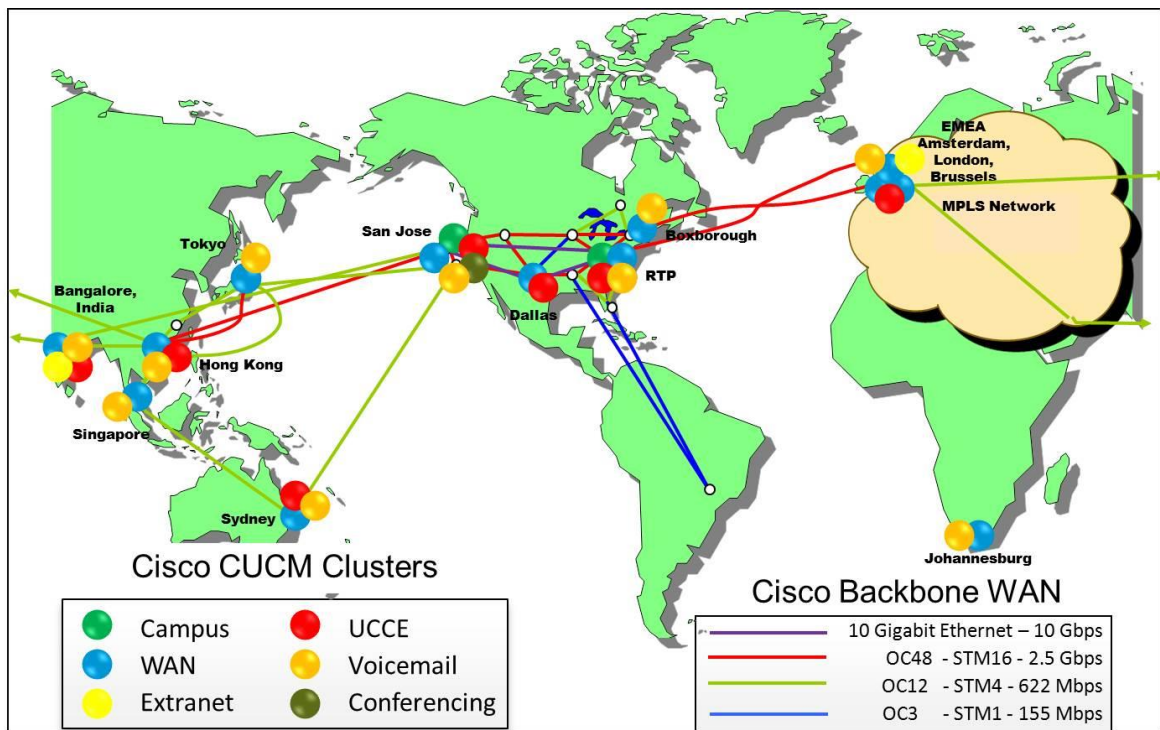 EMEA
Amsterdam,
London,
Brussels
MPLS Network
San Jose
Boxborough
Tokyo
RTP
Bangalore,
India
Dallas
Hong Kong
Singapore
Sydney
Johannesburg
Cisco CUCM Clusters
Campus
UCCE
WAN
Voicemail
Extranet
Conferencing
Cisco Backbone WAN
10 Gigabit Ethernet – 10 Gbps
OC48 - STM16 - 2.5 Gbps
OC12 - STM4 - 622 Mbps
OC3 - STM1 - 155 Mbps